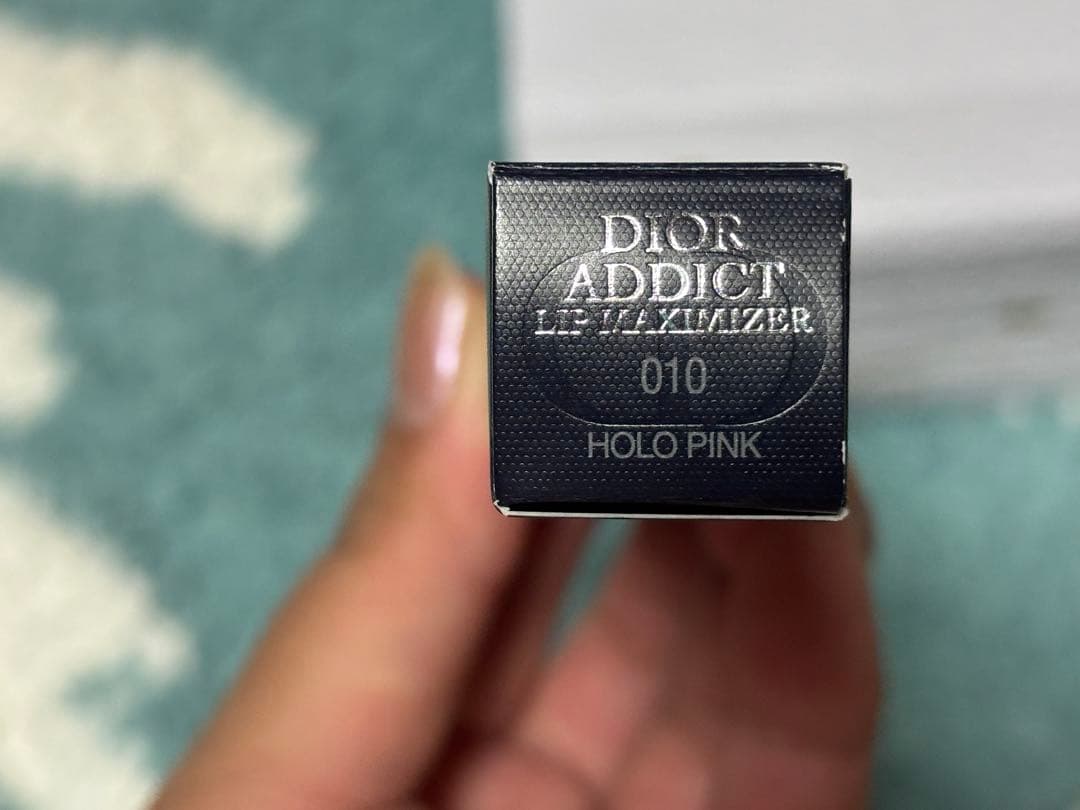 DIOR
ADDICT
LIP MAXIMIZER
010
HOLO PINK